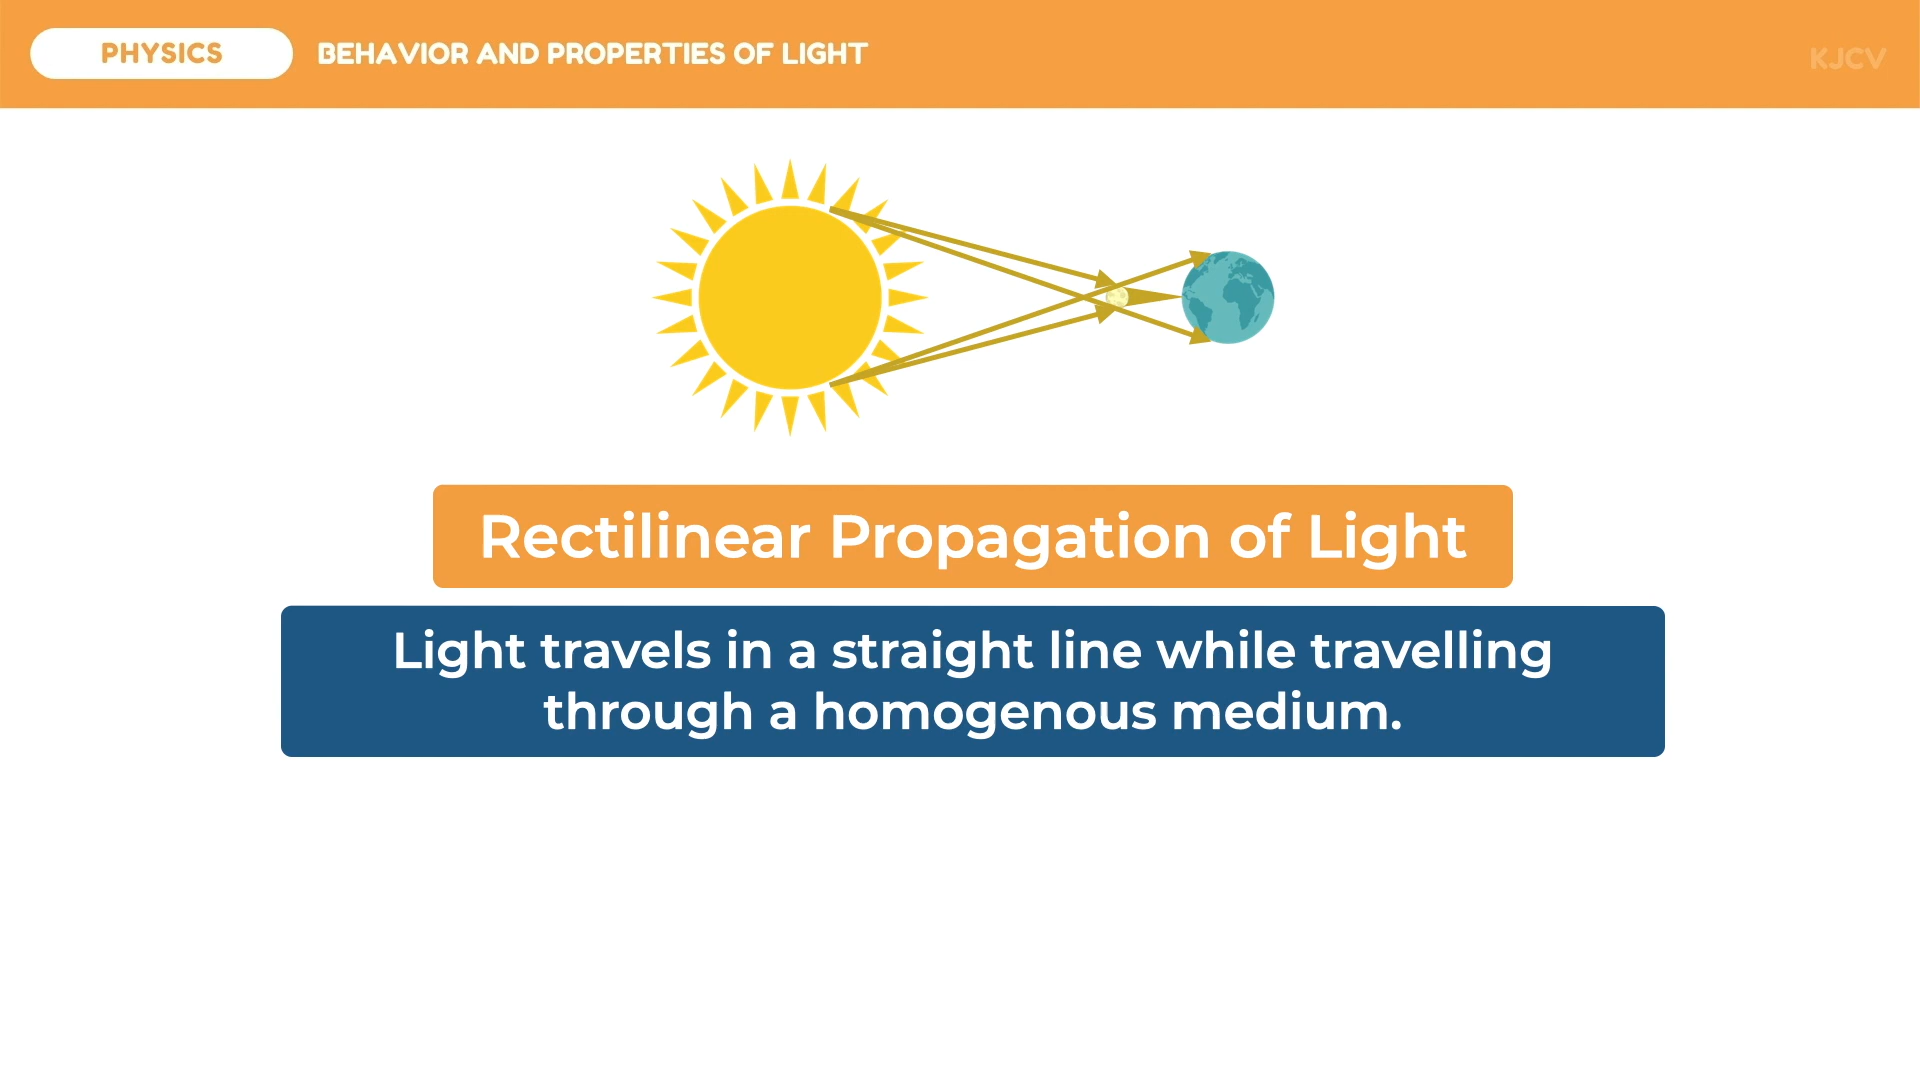 PHYSICS
BEHAVIOR AND PROPERTIES OF LIGHT
KJCV
Rectilinear Propagation of Light
Light travels in a straight line while travelling
through a homogenous medium.